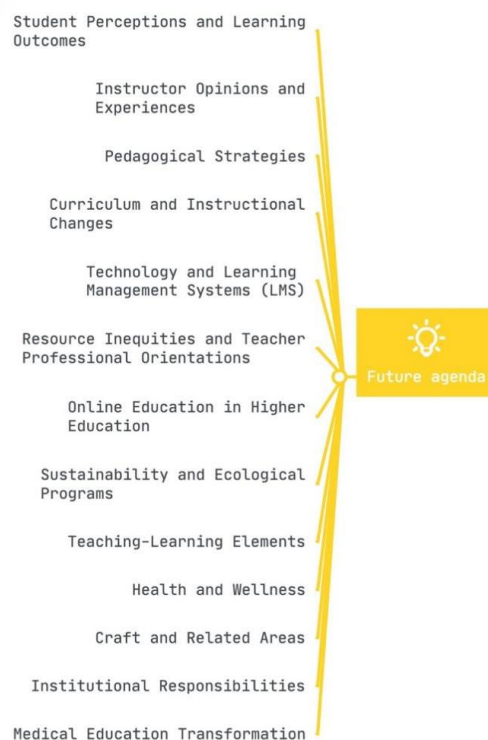 Student Perceptions and Learning
Outcomes
Instructor Opinions and
Experiences
Pedagogical Strategies
Curriculum and Instructional
Changes
Technology and Learning
Management Systems (LMS)
Resource Inequities and Teacher
Professional Orientations
Future agenda
Online Education in Higher
Education
Sustainability and Ecological
Programs
Teaching-Learning Elements
Health and Wellness
Craft and Related Areas
Institutional Responsibilities
Medical Education Transformation